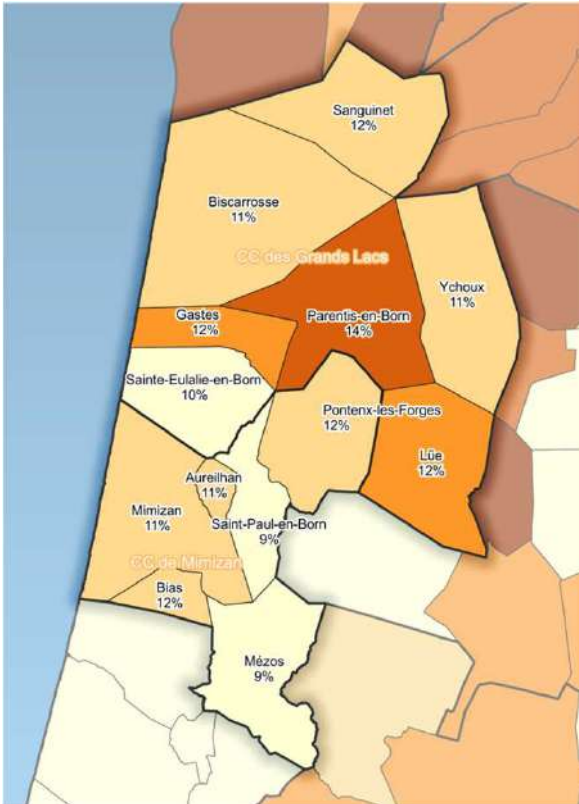 Sanguinet
12%
Biscarrosse
11%
CC des Grands Lacs
Ychoux
11%
Gastes
12%
Parentis-en-Born
14%
Sainte-Eulalie-en-Born
10%
Pontenx-les-Forges
12%
Lüe
12%
Aureilhan
11%
Mimizan
11%
Saint-Paul-en-Born
9%
CC de Mimizan
Bias
12%
Mézos
9%